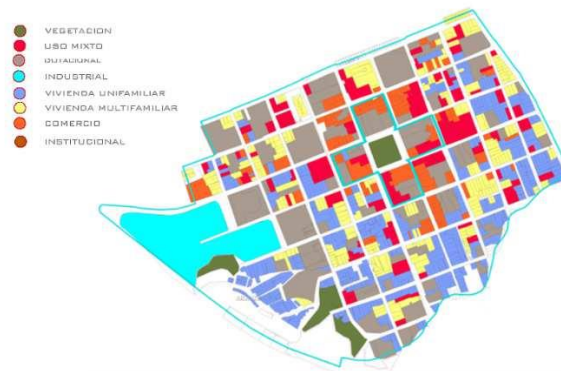 VEGETACION
USO MIXTO
DOTACIONAL
INDUSTRIAL
VIVIENDA UNIFAMILIAR
VIVIENDA MULTIFAMILIAR
COMERCIO
INSTITUCIONAL